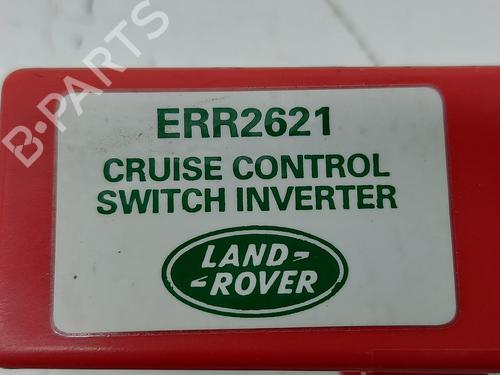 B-PARTS
ERR2621
CRUISE CONTROL
SWITCH INVERTER
LAND-
-ROVER